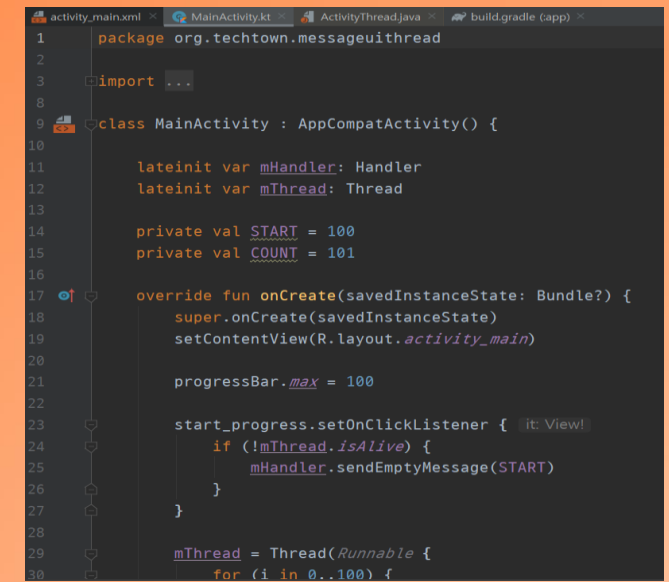 activity_main.xml × MainActivity.kt × ActivityThread.java × build.gradle (:app) ×
1 package org.techtown.messageuithread
2
3 import ...
8
9 class MainActivity : AppCompatActivity() {
10
11 lateinit var mHandler: Handler
12 lateinit var mThread: Thread
13
14 private val START = 100
15 private val COUNT = 101
16
17 override fun onCreate(savedInstanceState: Bundle?) {
18 super.onCreate(savedInstanceState)
19 setContentView(R.layout.activity_main)
20
21 progressBar.max = 100
22
23 start_progress.setOnClickListener { it: View!
24 if (!mThread.isAlive) {
25 mHandler.sendEmptyMessage(START)
26 }
27 }
28
29 mThread = Thread(Runnable {
30 for (i in 0..100) {